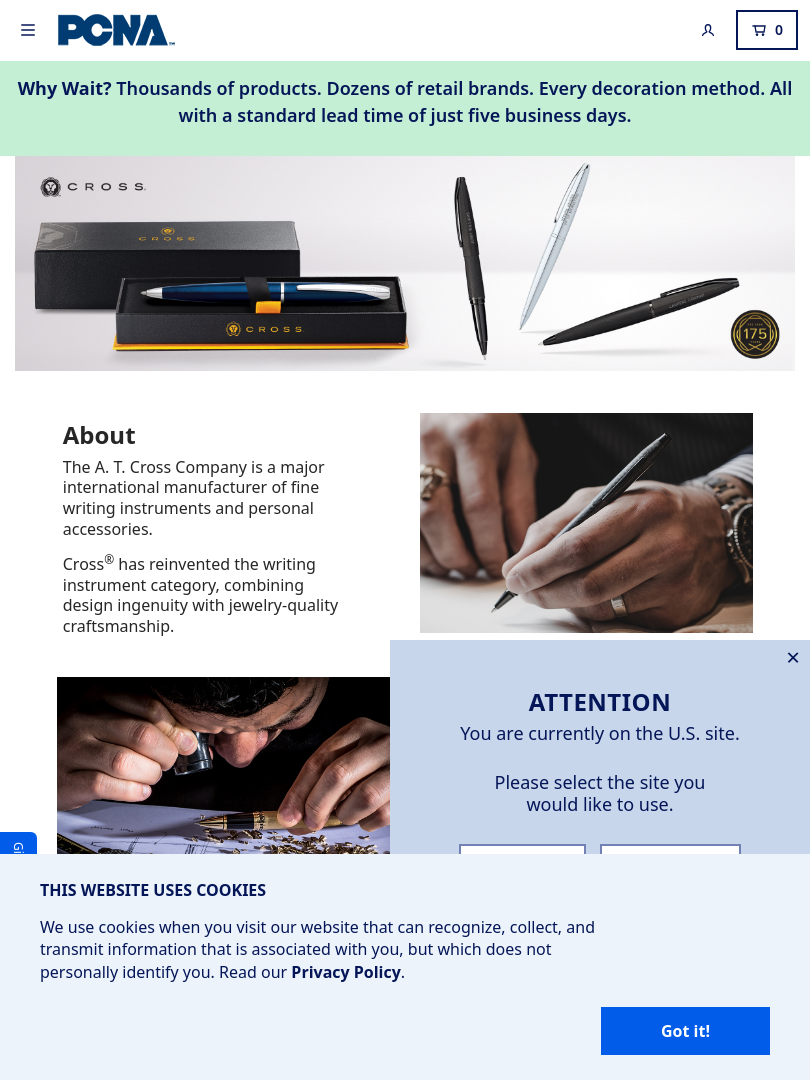 PCNA
0
Why Wait? Thousands of products. Dozens of retail brands. Every decoration method. All
with a standard lead time of just five business days.
CROSS
CROSS
CROSS
175
About
The A. T. Cross Company is a major
international manufacturer of fine
writing instruments and personal
accessories.
Cross® has reinvented the writing
instrument category, combining
design ingenuity with jewelry-quality
craftsmanship.
ATTENTION
You are currently on the U.S. site.
Please select the site you
would like to use.
THIS WEBSITE USES COOKIES
We use cookies when you visit our website that can recognize, collect, and
transmit information that is associated with you, but which does not
personally identify you. Read our Privacy Policy.
Got it!